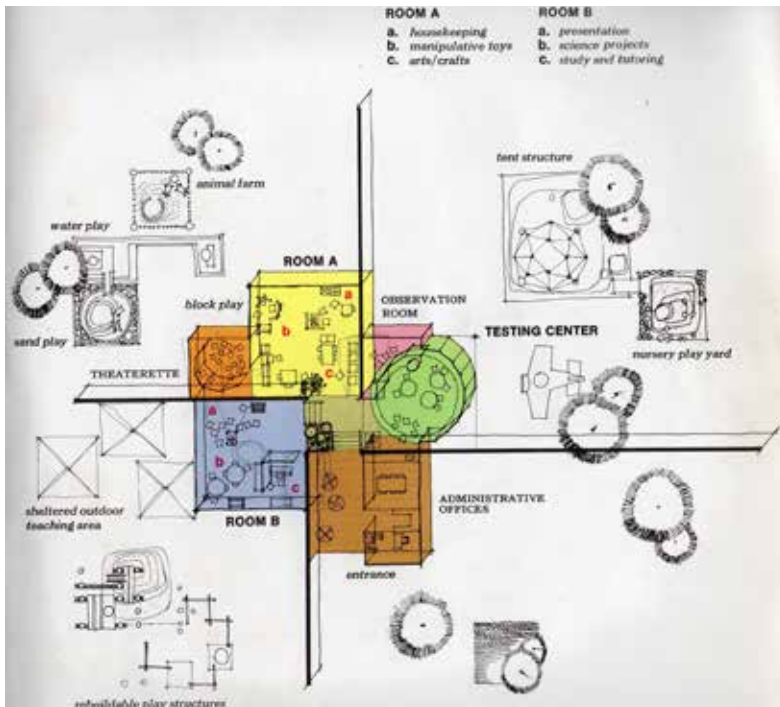 ROOM A
a. housekeeping
b. manipulative toys
c. arts/crafts
ROOM B
a. presentation
b. science projects
c. study and tutoring
tent structure
animal farm
water play
ROOM A
a
block play
OBSERVATION
ROOM
b
TESTING CENTER
sand play
c
nursery play yard
THEATERETTE
a
b
c
sheltered outdoor
teaching area
ROOM B
ADMINISTRATIVE
OFFICES
entrance
rebuildable play structures